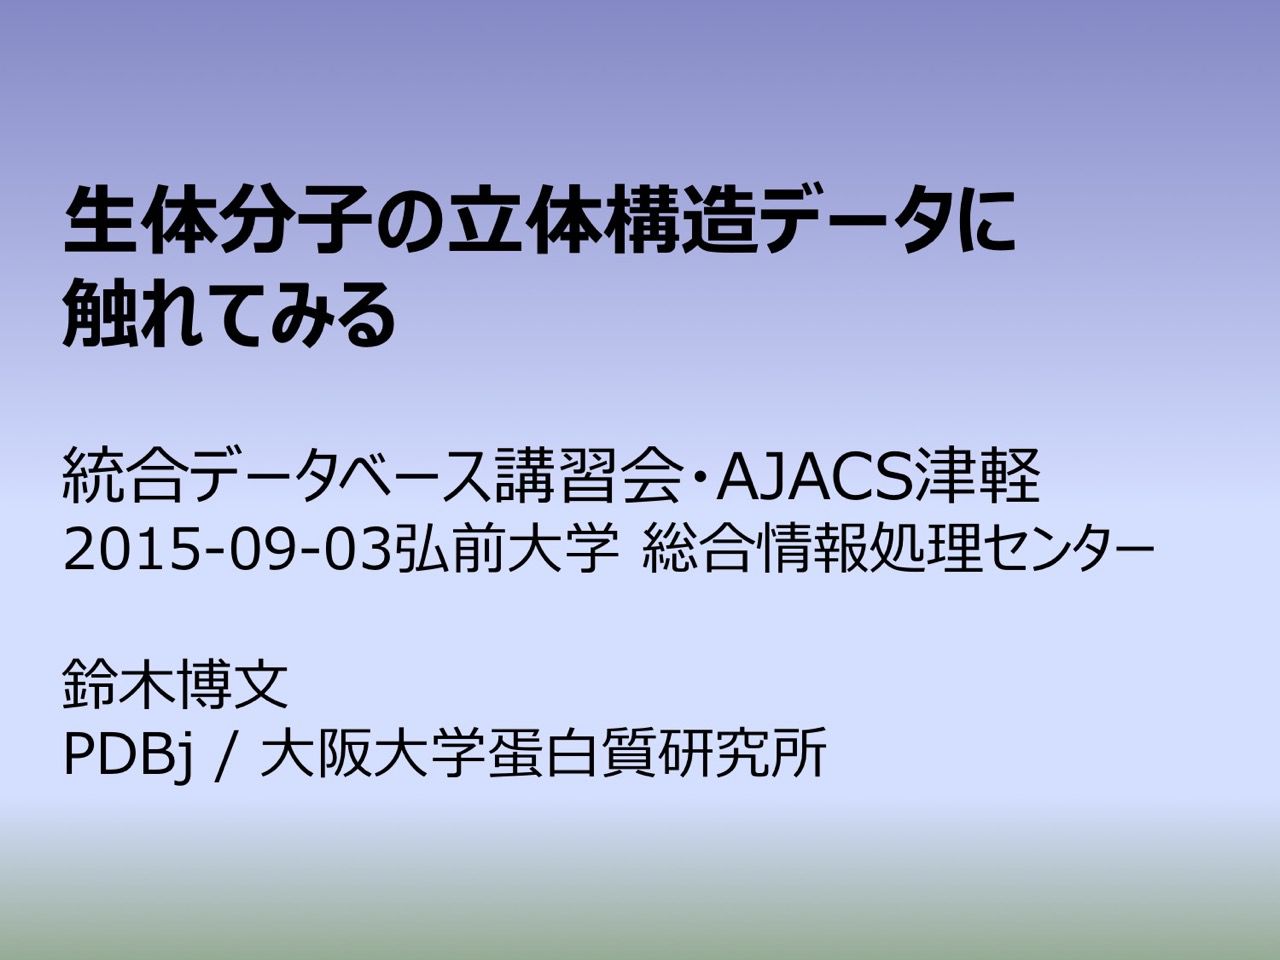 生体分子の立体構造データに
触れてみる
統合データベース講習会・AJACS津軽
2015-09-03弘前大学 総合情報処理センター
鈴木博文
PDBj / 大阪大学蛋白質研究所